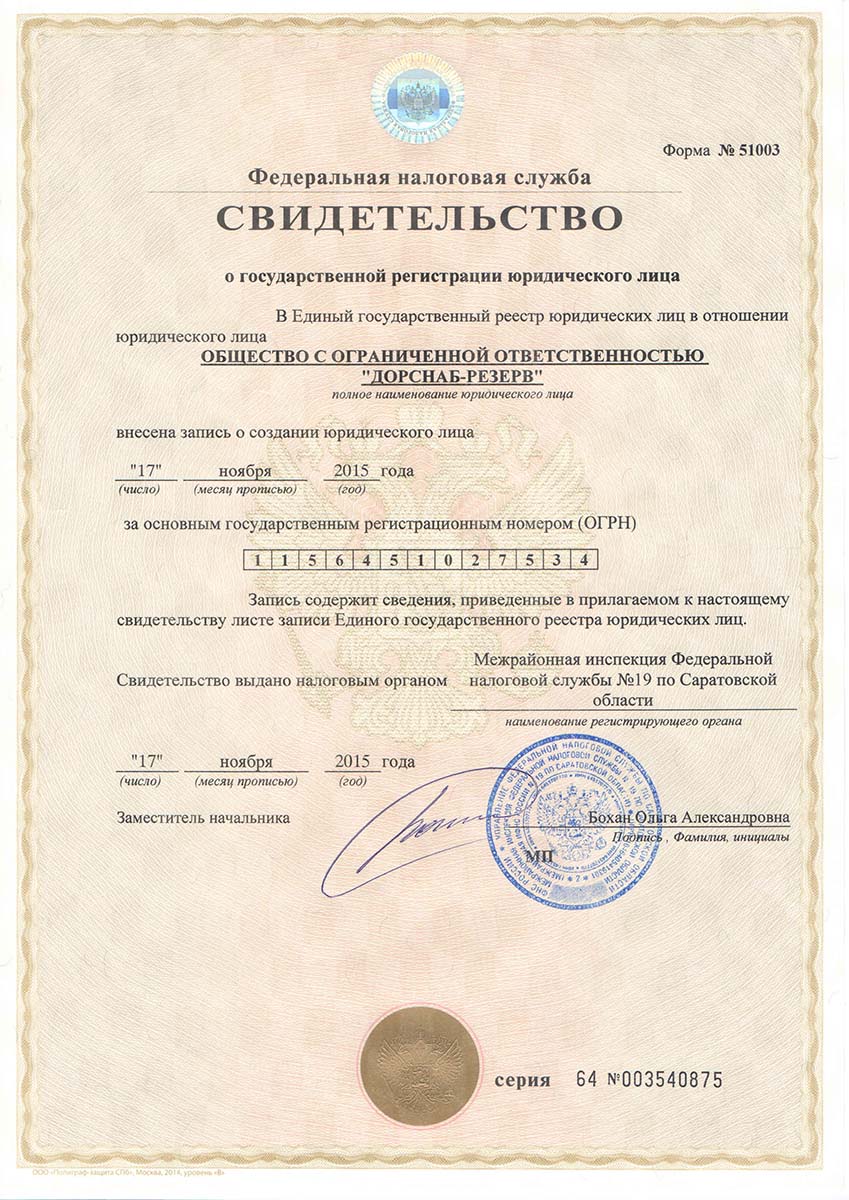 Форма № 51003
Федеральная налоговая служба
СВИДЕТЕЛЬСТВО
о государственной регистрации юридического лица
В Единый государственный реестр юридических лиц в отношении
юридического лица
ОБЩЕСТВО С ОГРАНИЧЕННОЙ ОТВЕТСТВЕННОСТЬЮ
"ДОРСНАБ-РЕЗЕРВ"
полное наименование юридического лица
внесена запись о создании юридического лица
"17" ноября 2015 года
(число) (месяц прописью) (год)
за основным государственным регистрационным номером (ОГРН)
1 1 5 6 4 5 1 0 2 7 5 3 4
Запись содержит сведения, приведенные в прилагаемом к настоящему
свидетельству листе записи Единого государственного реестра юридических лиц.
Свидетельство выдано налоговым органом
Межрайонная инспекция Федеральной
налоговой службы №19 по Саратовской
области
наименование регистрирующего органа
"17" ноября 2015 года
(число) (месяц прописью) (год)
Заместитель начальника
Бохан Ольга Александровна
Подпись , Фамилия, инициалы
МП
серия 64 №003540875
ООО «Полиграф-защита СПб», Москва, 2014, уровень «В»